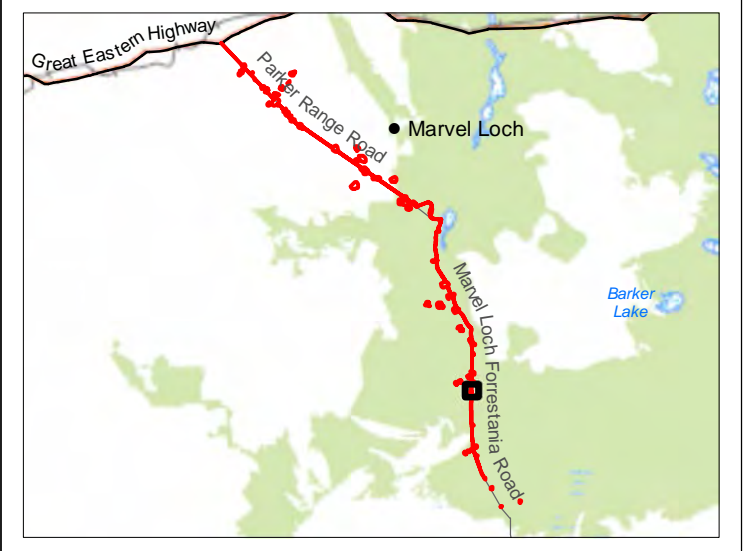 Great Eastern Highway
Parker Range Road
Marvel Loch
Marvel Loch Forrestania Road
Barker
Lake